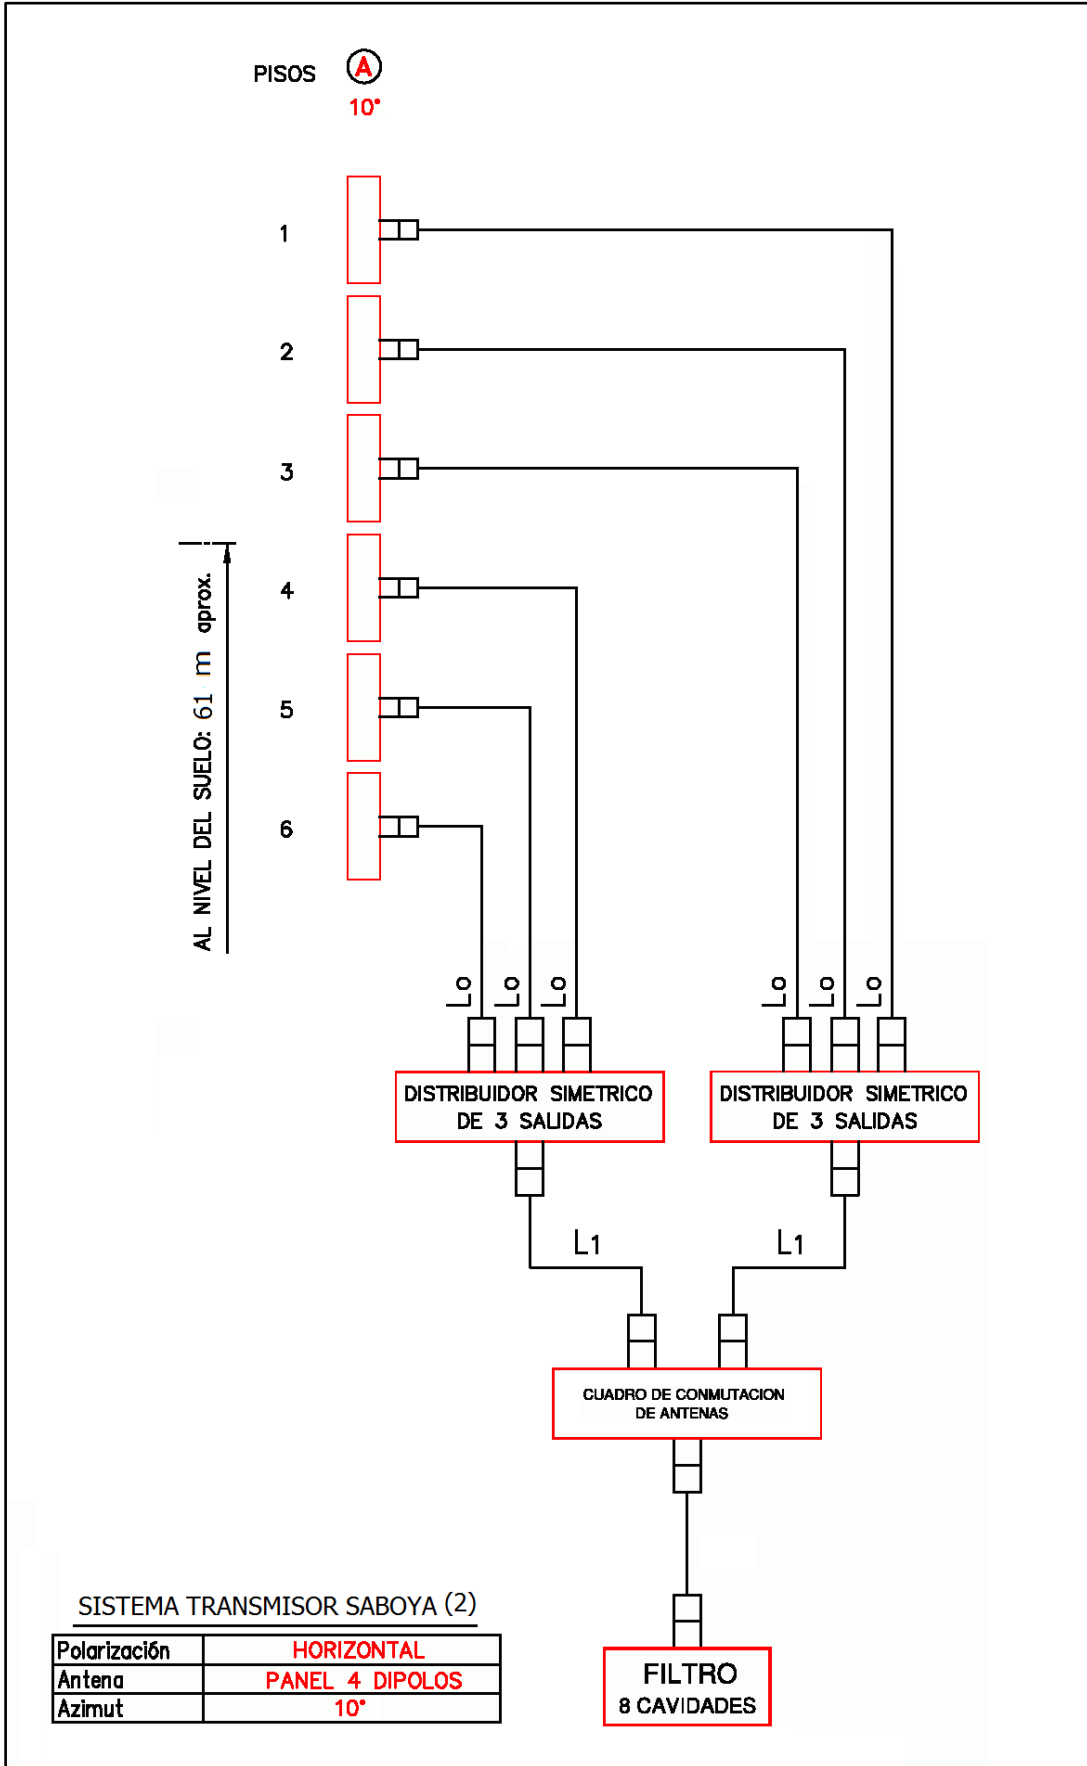 PISOS A
10°
1
2
3
4
5
6
AL NIVEL DEL SUELO: 61 m aprox.
Lo Lo Lo Lo Lo Lo
DISTRIBUIDOR SIMETRICO
DE 3 SALIDAS
DISTRIBUIDOR SIMETRICO
DE 3 SALIDAS
L1 L1
CUADRO DE CONMUTACION
DE ANTENAS
SISTEMA TRANSMISOR SABOYA (2)
Polarización HORIZONTAL
Antena PANEL 4 DIPOLOS
Azimut 10°
FILTRO
8 CAVIDADES